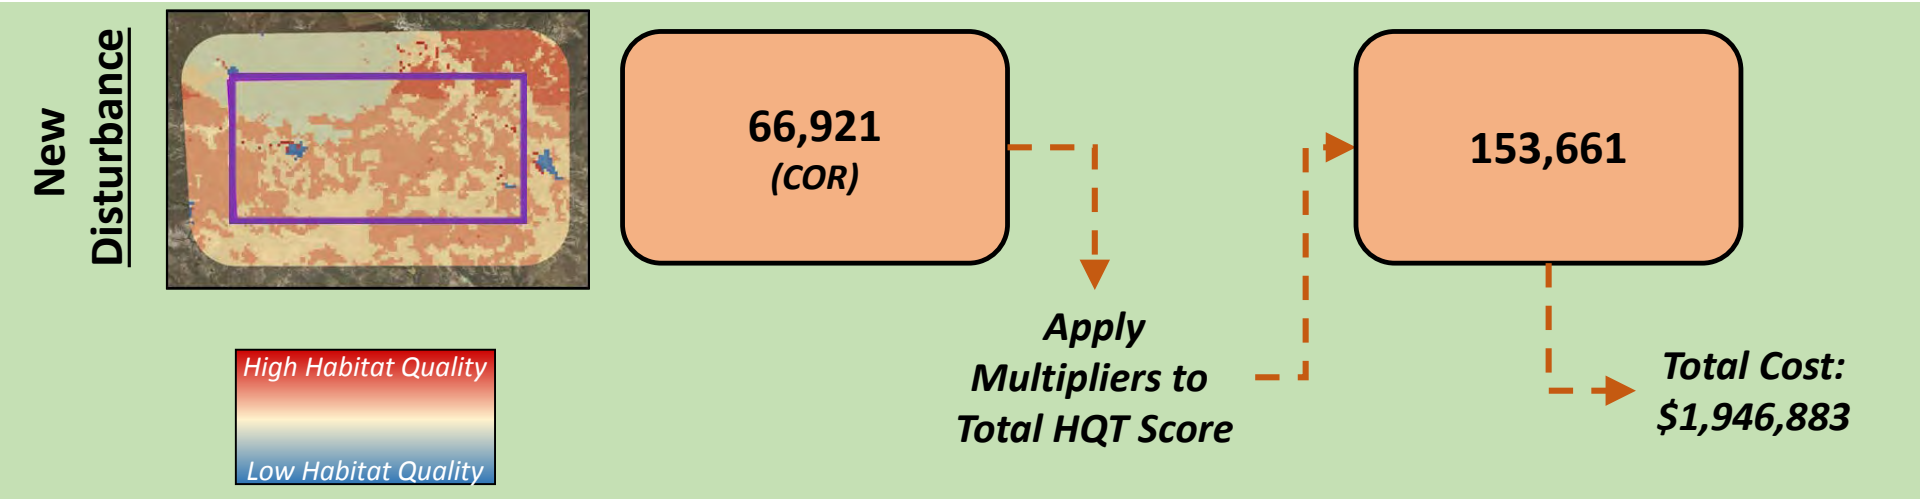 New
Disturbance
66,921
(COR)
153,661
Apply
Multipliers to
Total HQT Score
Total Cost:
$1,946,883
High Habitat Quality
Low Habitat Quality